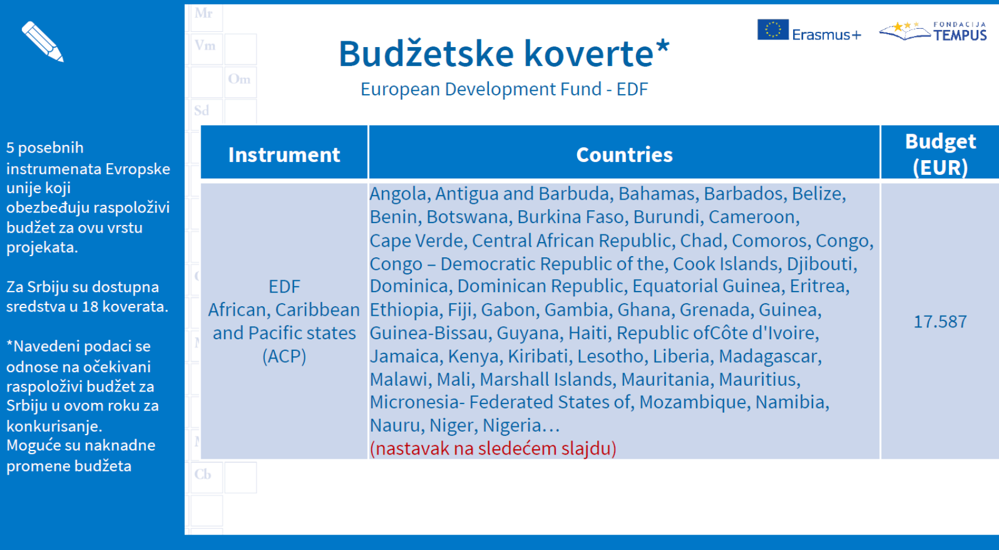 Budžetske koverte*
European Development Fund - EDF
Erasmus+
FONDACIJA
TEMPUS
5 posebnih
instrumenata Evropske
unije koji
obezbeđuju raspoloživi
budžet za ovu vrstu
projekata.
Za Srbiju su dostupna
sredstva u 18 koverata.
*Navedeni podaci se
odnose na očekivani
raspoloživi budžet za
Srbiju u ovom roku za
konkurisanje.
Moguće su naknadne
promene budžeta
Mr
Vm
Om
Sd
Cb
Instrument
Countries
Budget
(EUR)
EDF
African, Caribbean
and Pacific states
(ACP)
Angola, Antigua and Barbuda, Bahamas, Barbados, Belize,
Benin, Botswana, Burkina Faso, Burundi, Cameroon,
Cape Verde, Central African Republic, Chad, Comoros, Congo,
Congo – Democratic Republic of the, Cook Islands, Djibouti,
Dominica, Dominican Republic, Equatorial Guinea, Eritrea,
Ethiopia, Fiji, Gabon, Gambia, Ghana, Grenada, Guinea,
Guinea-Bissau, Guyana, Haiti, Republic ofCôte d'Ivoire,
Jamaica, Kenya, Kiribati, Lesotho, Liberia, Madagascar,
Malawi, Mali, Marshall Islands, Mauritania, Mauritius,
Micronesia- Federated States of, Mozambique, Namibia,
Nauru, Niger, Nigeria...
(nastavak na sledećem slajdu)
17.587